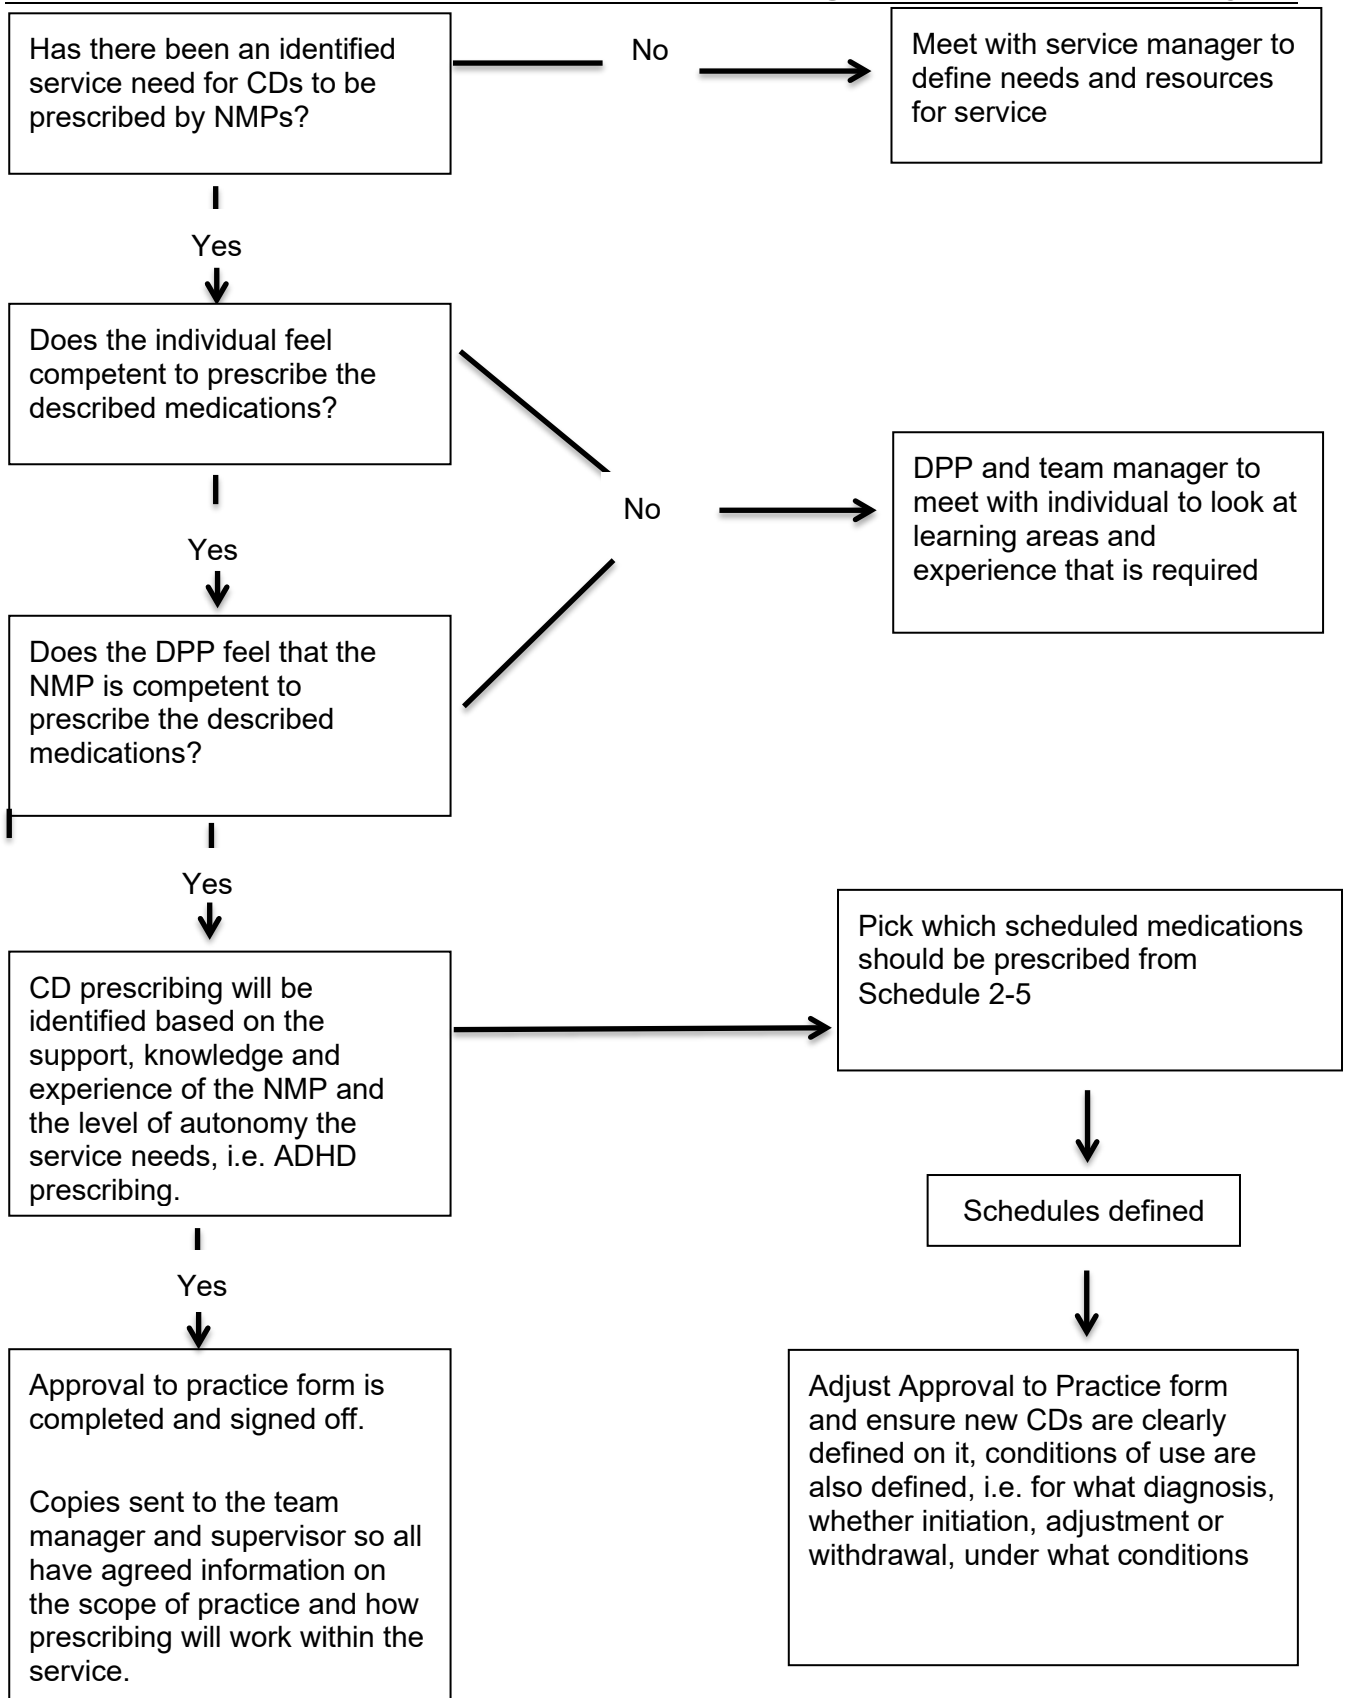 Has there been an identified
service need for CDs to be
prescribed by NMPs?
No
Meet with service manager to
define needs and resources
for service
Yes
Does the individual feel
competent to prescribe the
described medications?
No
DPP and team manager to
meet with individual to look at
learning areas and
experience that is required
Yes
Does the DPP feel that the
NMP is competent to
prescribe the described
medications?
Yes
CD prescribing will be
identified based on the
support, knowledge and
experience of the NMP and
the level of autonomy the
service needs, i.e. ADHD
prescribing.
Pick which scheduled medications
should be prescribed from
Schedule 2-5
Schedules defined
Yes
Approval to practice form is
completed and signed off.
Copies sent to the team
manager and supervisor so all
have agreed information on
the scope of practice and how
prescribing will work within the
service.
Adjust Approval to Practice form
and ensure new CDs are clearly
defined on it, conditions of use are
also defined, i.e. for what diagnosis,
whether initiation, adjustment or
withdrawal, under what conditions